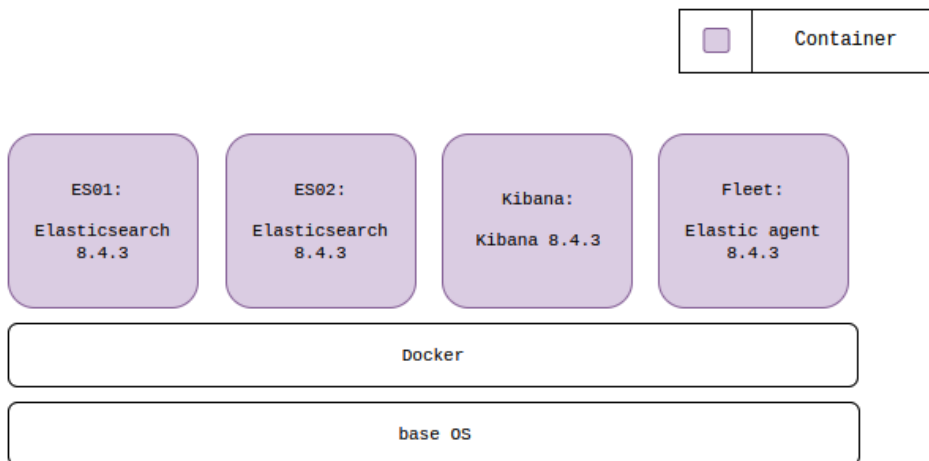 Container
ES01:
Elasticsearch
8.4.3
ES02:
Elasticsearch
8.4.3
Kibana:
Kibana 8.4.3
Fleet:
Elastic agent
8.4.3
Docker
base OS